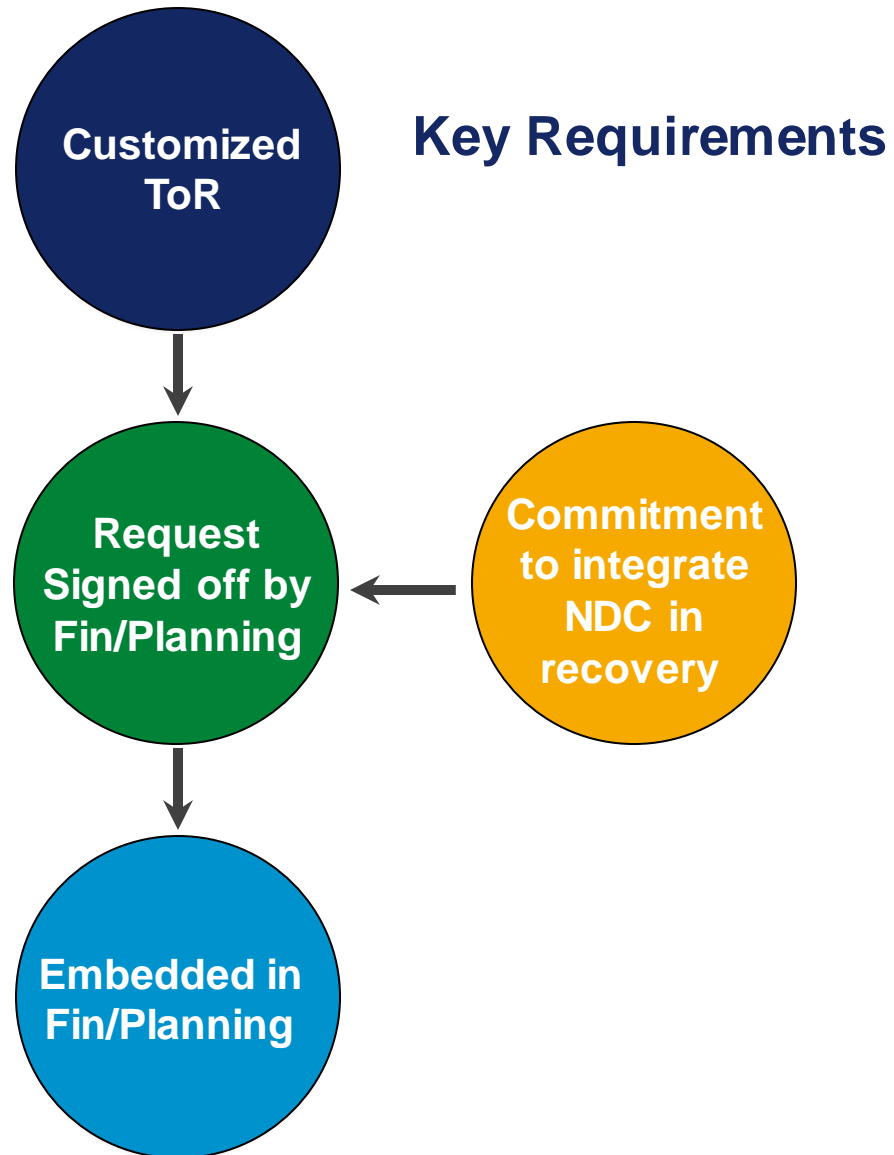 Customized
ToR
Key Requirements
Request
Signed off by
Fin/Planning
Commitment
to integrate
NDC in
recovery
Embedded in
Fin/Planning